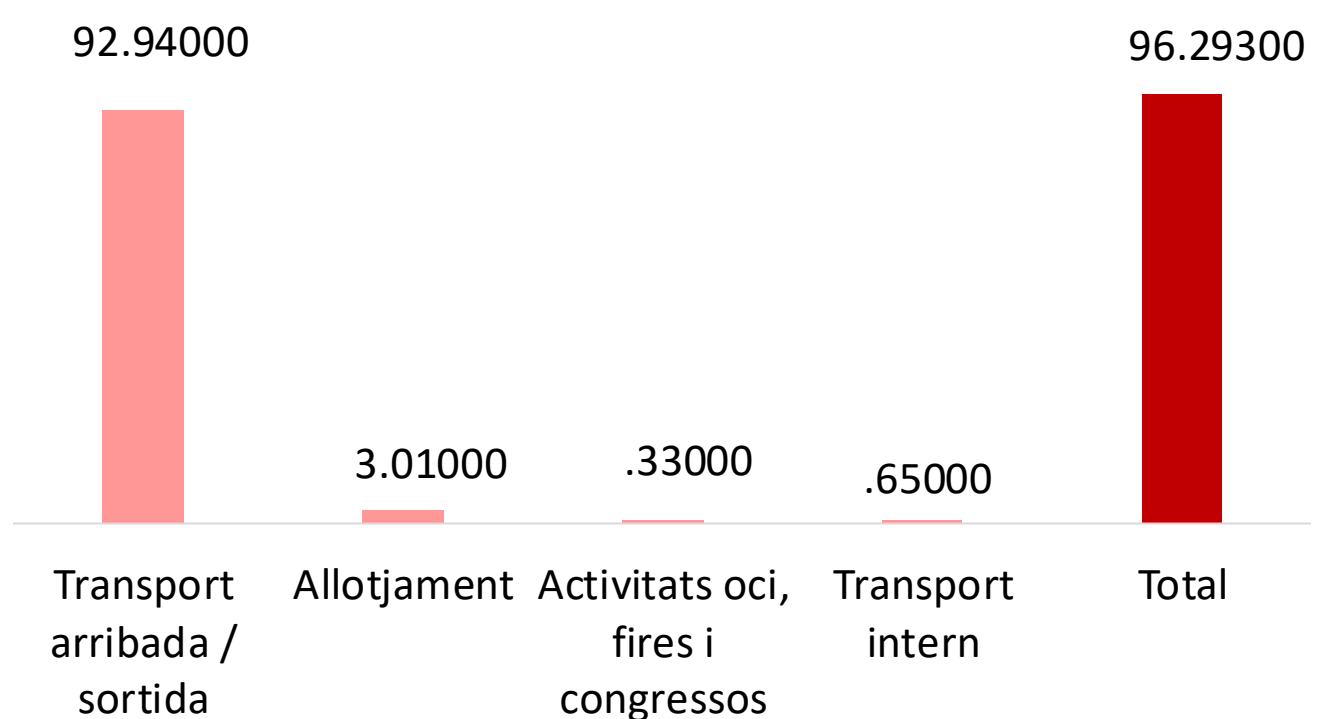 92.94000
96.29300
3.01000
.33000
.65000
Transport
arribada /
sortida
Allotjament
Activitats oci,
fires i
congressos
Transport
intern
Total